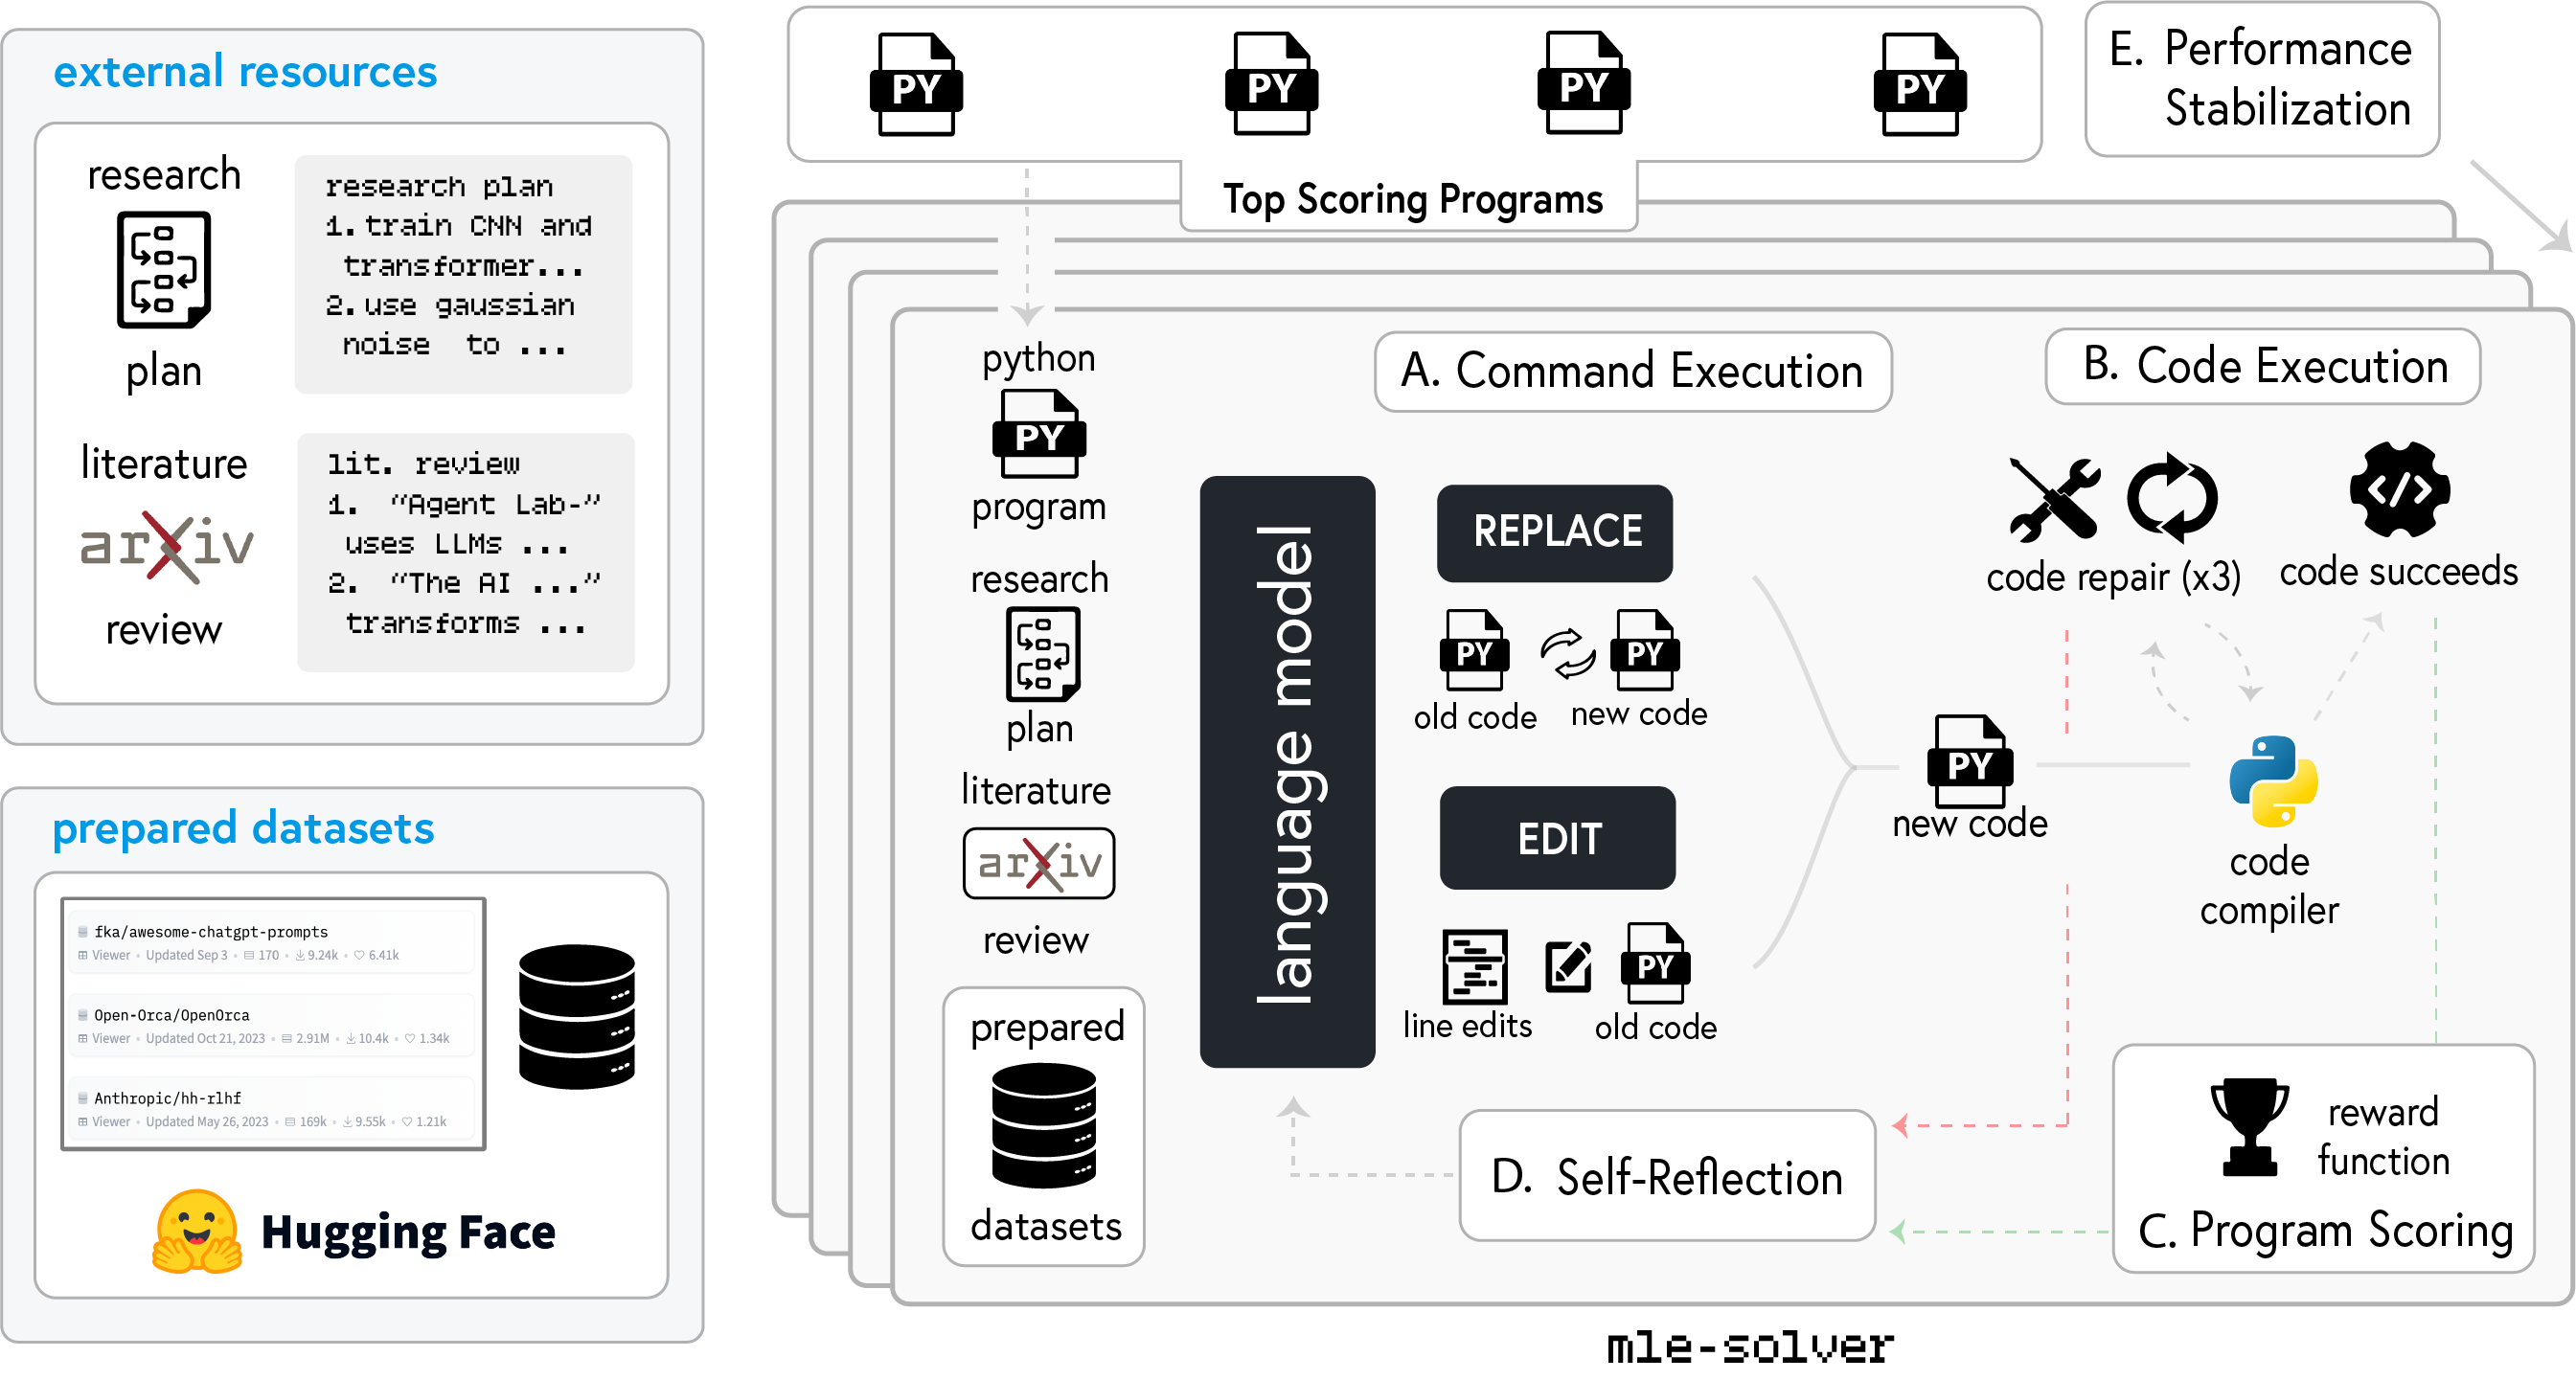 external resources
research
plan
research plan
1. train CNN and
transformer...
2. use gaussian
noise to ...
literature
arXiv
review
lit. review
1. “Agent Lab-”
uses LLMs ...
2. “The AI ...”
transforms ...
prepared datasets
fka/awesome-chatgpt-prompts
Viewer • Updated Sep 3 • 170 • 9.24k • 6.41k
Open-Orca/OpenOrca
Viewer • Updated Oct 21, 2023 • 2.91M • 10.4k • 1.34k
Anthropic/hh-rlhf
Viewer • Updated May 26, 2023 • 169k • 9.55k • 1.21k
Hugging Face
PY
PY
PY
PY
Top Scoring Programs
E. Performance
Stabilization
python
PY
program
research
plan
literature
arXiv
review
prepared
datasets
language model
A. Command Execution
REPLACE
PY
PY
old code
new code
EDIT
PY
line edits
old code
PY
new code
B. Code Execution
code repair (x3)
code succeeds
code
compiler
reward
function
C. Program Scoring
D. Self-Reflection
mle-solver